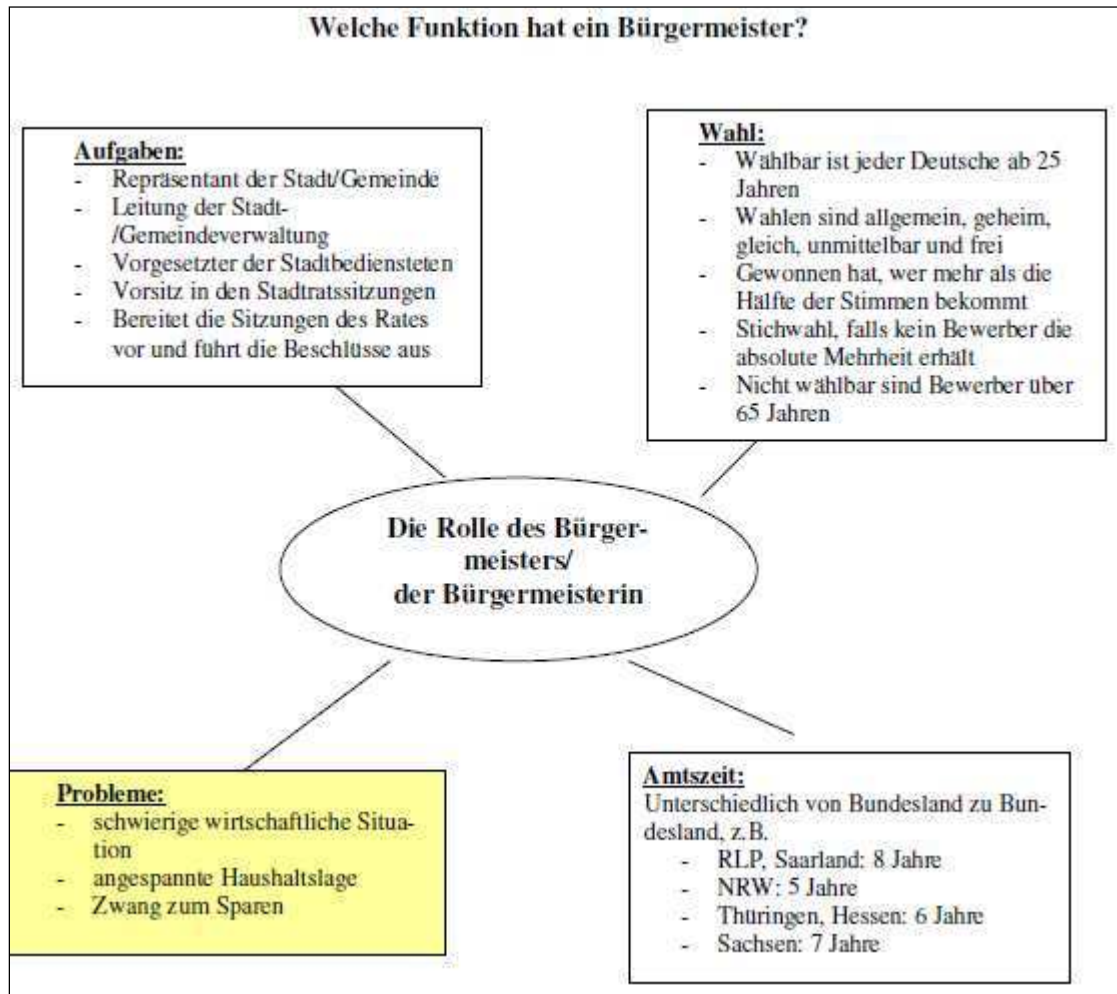 Welche Funktion hat ein Bürgermeister?
Aufgaben:
- Repräsentant der Stadt/Gemeinde
- Leitung der Stadt-
/Gemeindeverwaltung
- Vorgesetzter der Stadtbediensteten
- Vorsitz in den Stadtratssitzungen
- Bereitet die Sitzungen des Rates
vor und führt die Beschlüsse aus
Wahl:
- Wählbar ist jeder Deutsche ab 25
Jahren
- Wahlen sind allgemein, geheim,
gleich, unmittelbar und frei
- Gewonnen hat, wer mehr als die
Hälfte der Stimmen bekommt
- Stichwahl, falls kein Bewerber die
absolute Mehrheit erhält
- Nicht wählbar sind Bewerber über
65 Jahren
Die Rolle des Bürger-
meisters/
der Bürgermeisterin
Probleme:
- schwierige wirtschaftliche Situa-
tion
- angespannte Haushaltslage
- Zwang zum Sparen
Amtszeit:
Unterschiedlich von Bundesland zu Bun-
desland, z.B.
- RLP, Saarland: 8 Jahre
- NRW: 5 Jahre
- Thüringen, Hessen: 6 Jahre
- Sachsen: 7 Jahre